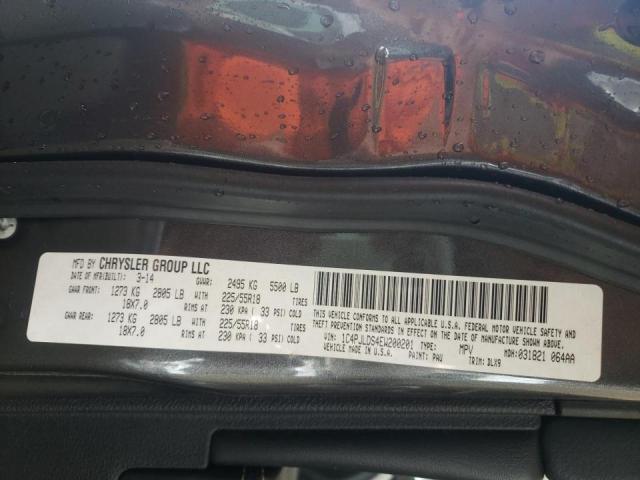 MFD BY CHRYSLER GROUP LLC
DATE OF MFR(BUILT): 3-14 GVWR: 2495 KG 5500 LB
GAWR FRONT: 1273 KG 2805 LB WITH 225/55R18 TIRES
18X7.0 RIMS AT 230 KPA ( 33 PSI) COLD
GAWR REAR: 1273 KG 2805 LB WITH 225/55R18 TIRES
18X7.0 RIMS AT 230 KPA ( 33 PSI) COLD
THIS VEHICLE CONFORMS TO ALL APPLICABLE U.S.A. FEDERAL MOTOR VEHICLE SAFETY AND
THEFT PREVENTION STANDARDS IN EFFECT ON THE DATE OF MANUFACTURE SHOWN ABOVE.
VIN: 1C4PJLDS4EW200201 TYPE: MPV MDH: 031821 064AA
VEHICLE MADE IN U.S.A. PAINT: PAU TRIM: DLX9